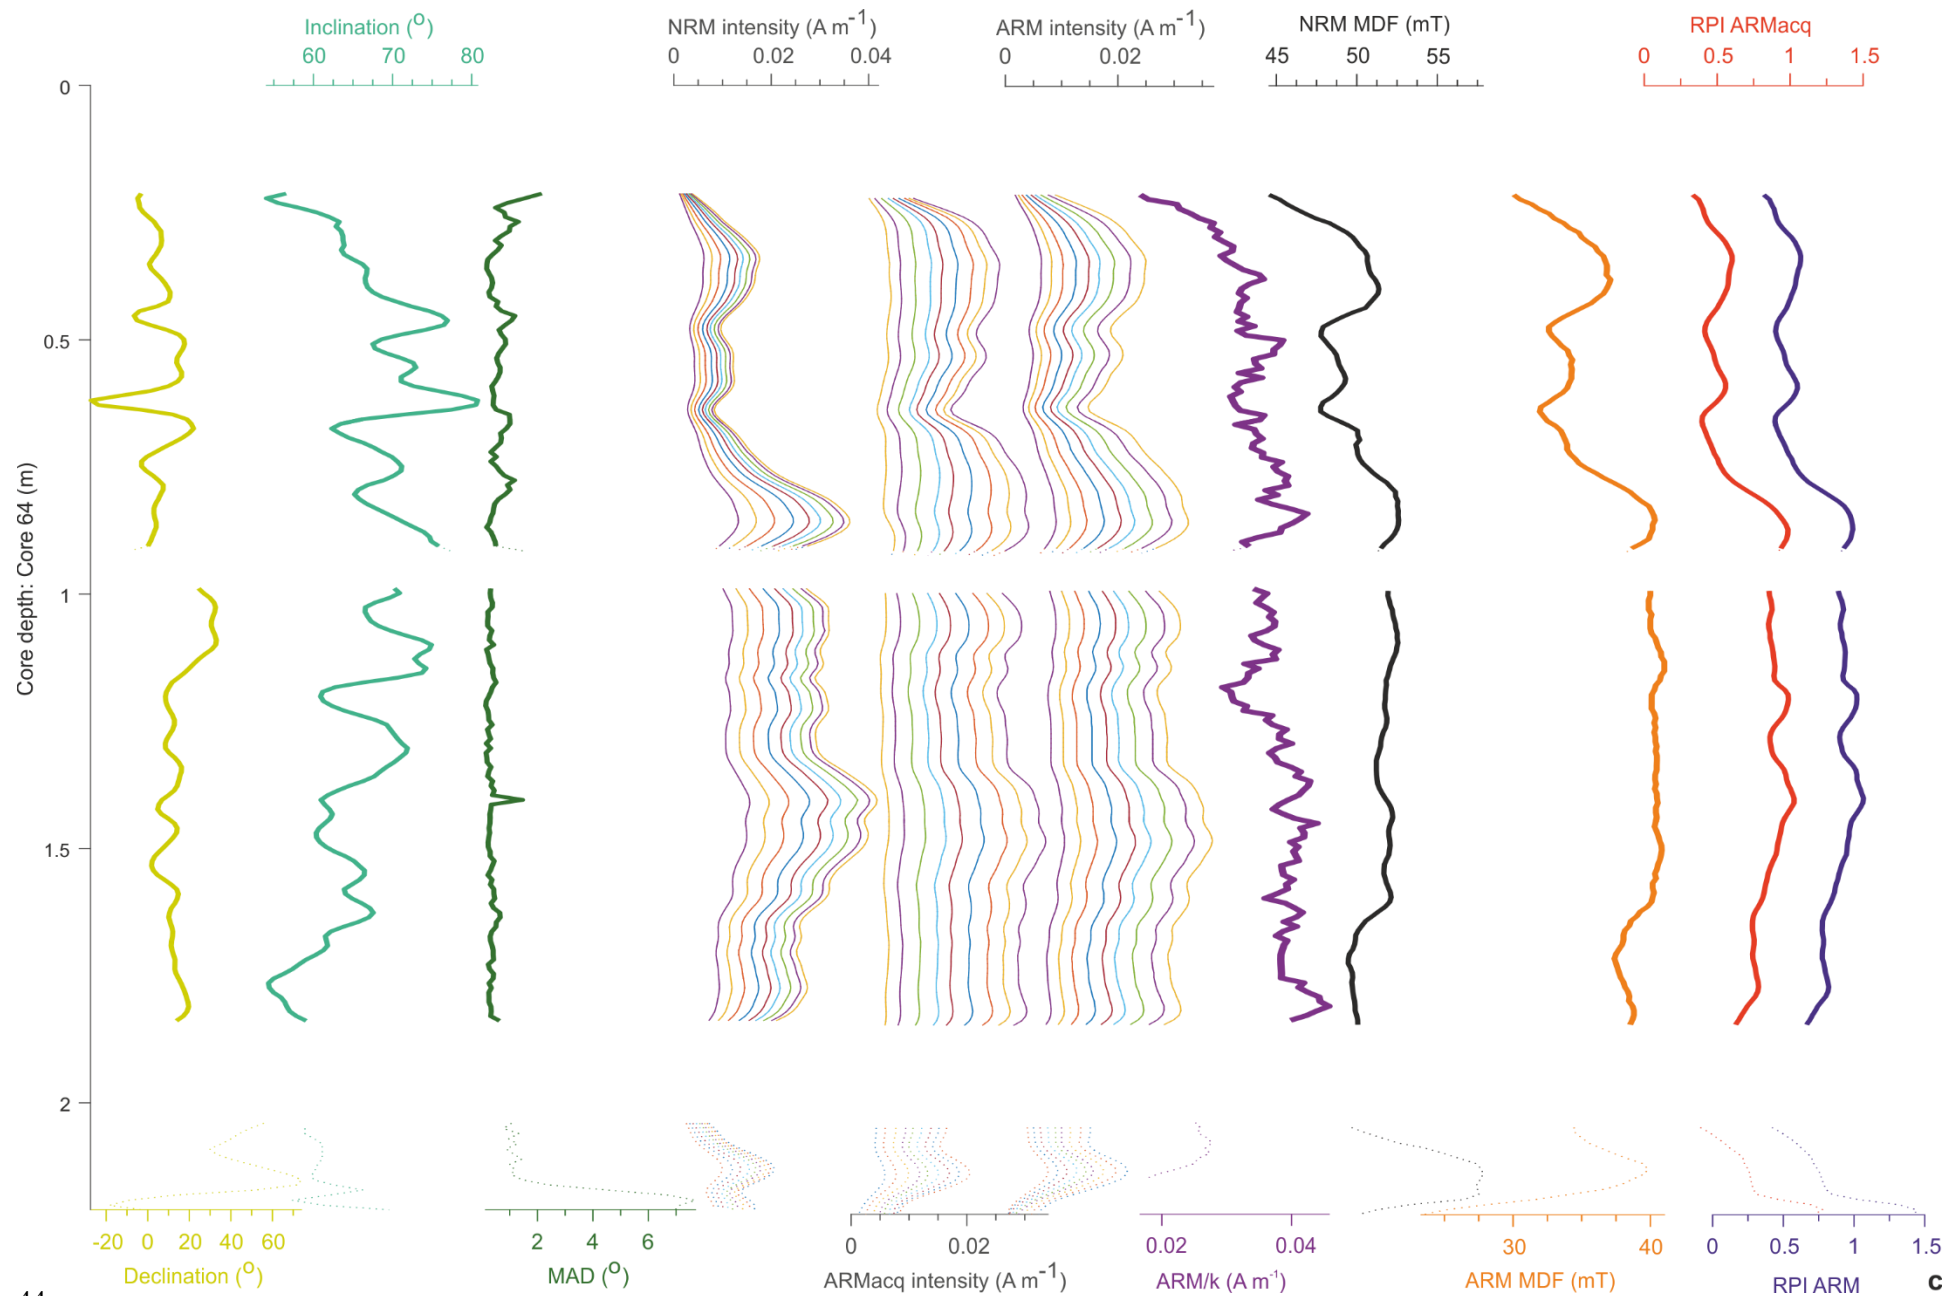 Inclination (o) NRM intensity (A m-1) ARM intensity (A m-1) NRM MDF (mT) RPI ARMacq
60 70 80 0 0.02 0.04 0 0.02 45 50 55 0 0.5 1 1.5
0
0.5
Core depth: Core 64 (m)
1
1.5
2
-20 0 20 40 60 2 4 6 0 0.02 0.02 0.04 30 40 0 0.5 1 1.5
Declination (o) MAD (o) ARMacq intensity (A m-1) ARM/k (A m-1) ARM MDF (mT) RPI ARM c